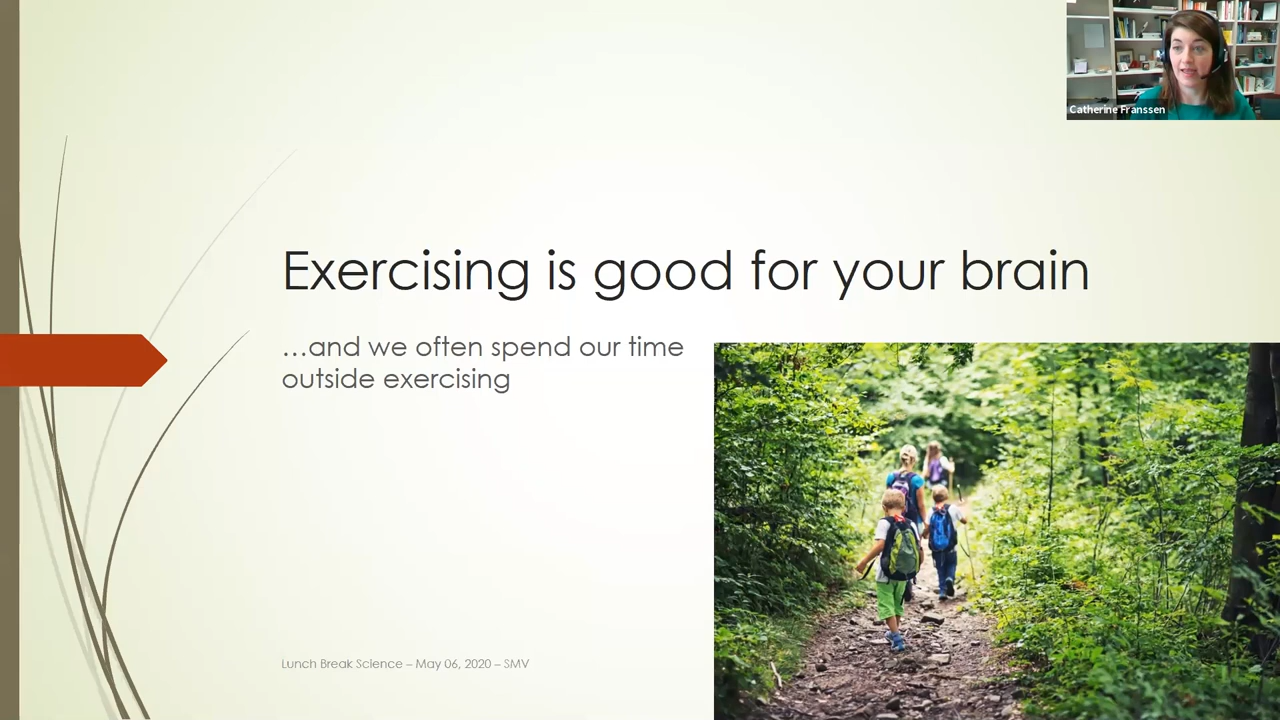 Catherine Franssen
Exercising is good for your brain
…and we often spend our time
outside exercising
Lunch Break Science – May 06, 2020 – SMV